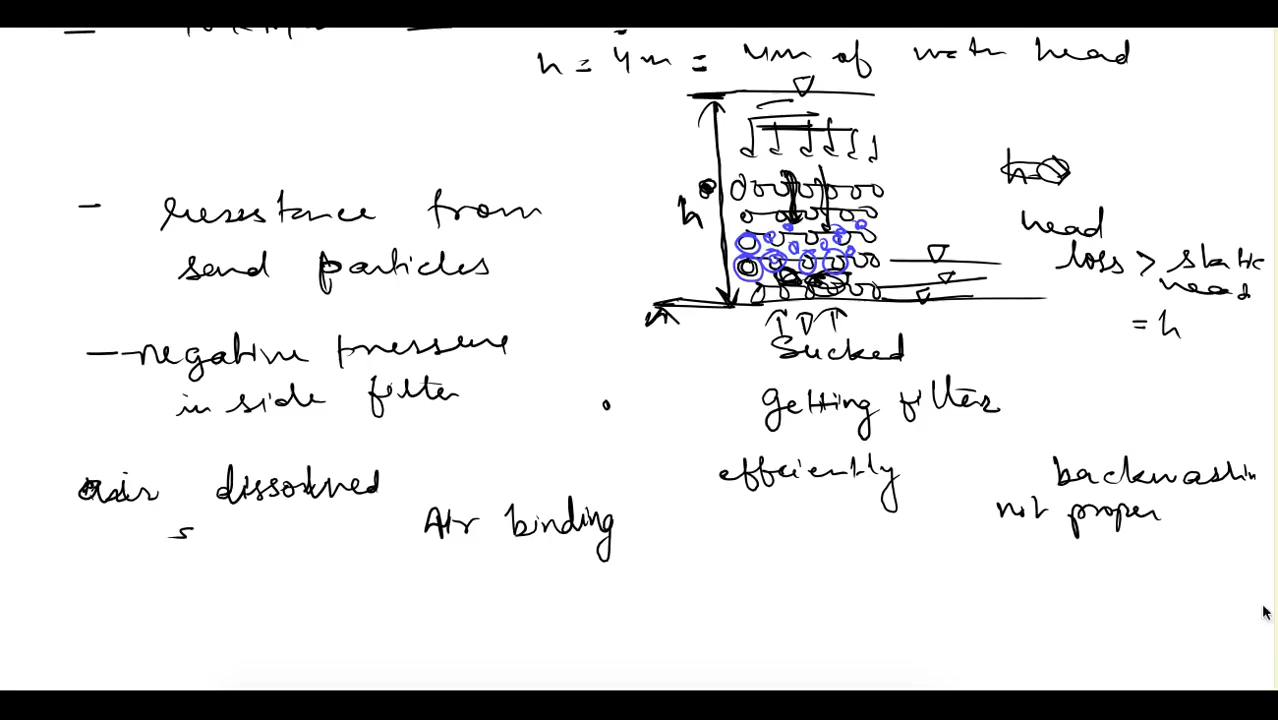 h = 4m = 4m of water head
h
- resistance from
sand particles
head
loss > static
head
= h
- negative pressure
inside filter
Sucked
getting filter
efficiently
air dissolved
s
Air binding
backwashin
not proper